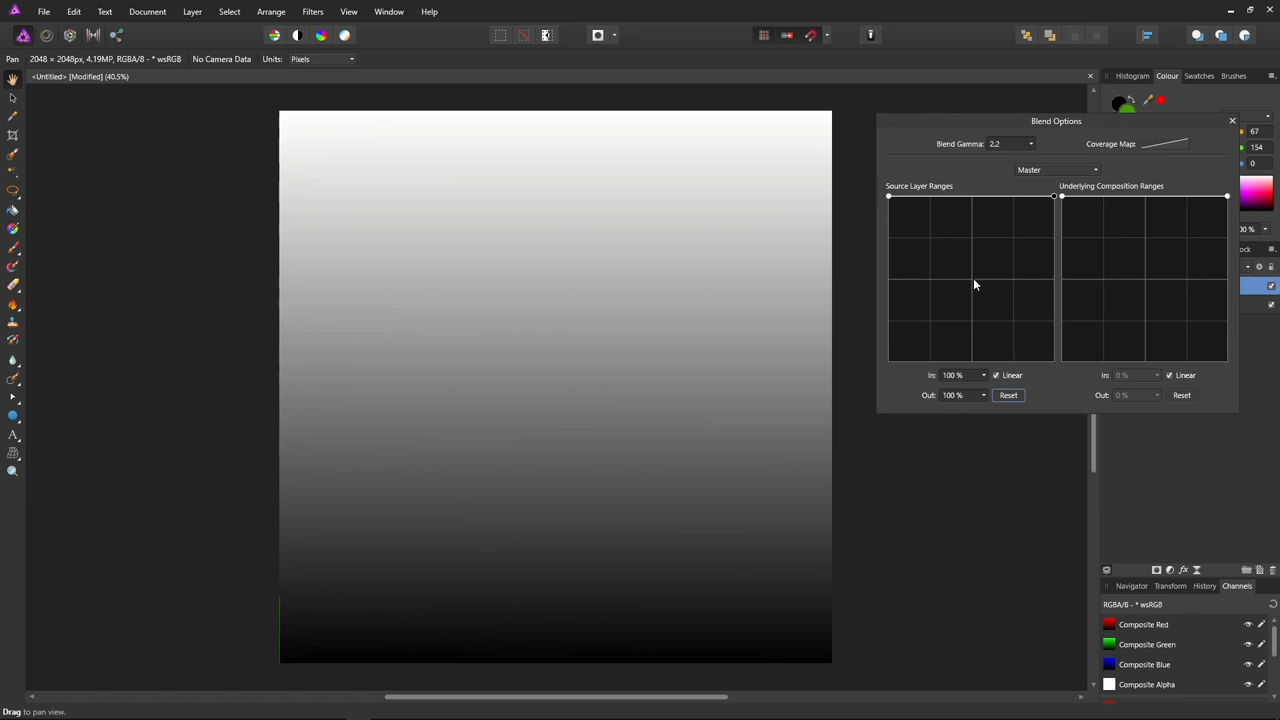 File Edit Text Document Layer Select Arrange Filters View Window Help
Pan 2048 × 2048px, 4.19MP, RGBA/8 - * wsRGB No Camera Data Units: Pixels
<Untitled> [Modified] (40.5%)
Histogram Colour Swatches Brushes
Blend Options
67
Blend Gamma: 2.2 Coverage Map:
154
0
Master
Source Layer Ranges Underlying Composition Ranges
00 %
ock
In: 100 % Linear In: 0 % Linear
Out: 100 % Reset Out: 0 % Reset
Navigator Transform History Channels
RGBA/8 - * wsRGB
Composite Red
Composite Green
Composite Blue
Composite Alpha
Drag to pan view.